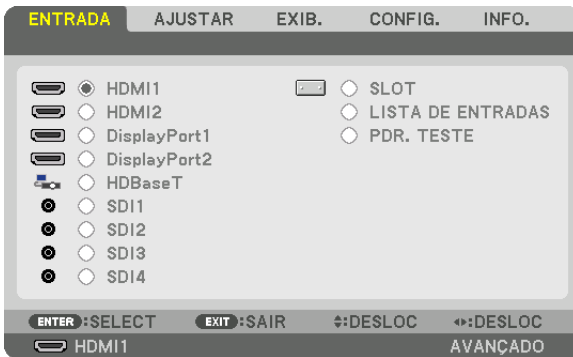 ENTRADA AJUSTAR EXIB. CONFIG. INFO.
HDMI1
HDMI2
DisplayPort1
DisplayPort2
HDBaseT
SDI1
SDI2
SDI3
SDI4
SLOT
LISTA DE ENTRADAS
PDR. TESTE
ENTER :SELECT EXIT :SAIR :DESLOC :DESLOC
HDMI1 AVANÇADO